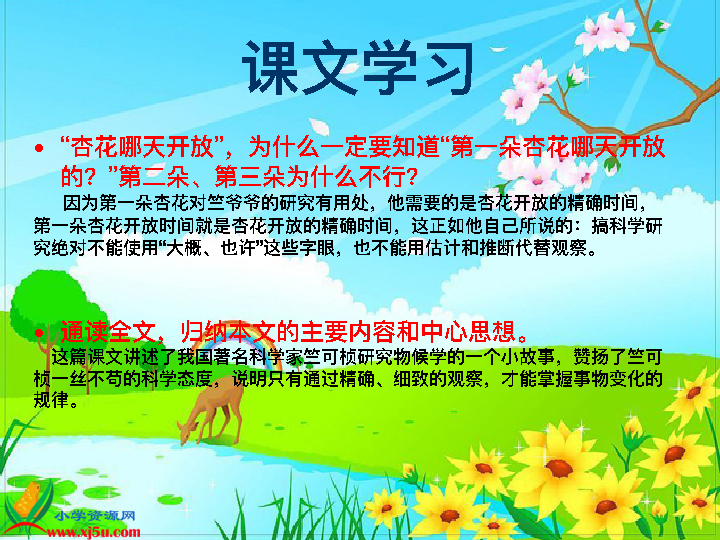 课文学习
• “杏花哪天开放”，为什么一定要知道“第一朵杏花哪天开放
的？”第二朵、第三朵为什么不行？
因为第一朵杏花对竺爷爷的研究有用处，他需要的是杏花开放的精确时间，
第一朵杏花开放时间就是杏花开放的精确时间，这正如他自己所说的：搞科学研
究绝对不能使用“大概、也许”这些字眼，也不能用估计和推断代替观察。
• 通读全文，归纳本文的主要内容和中心思想。
这篇课文讲述了我国著名科学家竺可桢研究物候学的一个小故事，赞扬了竺可
桢一丝不苟的科学态度，说明只有通过精确、细致的观察，才能掌握事物变化的
规律。
小学资源网
www.xj5u.com